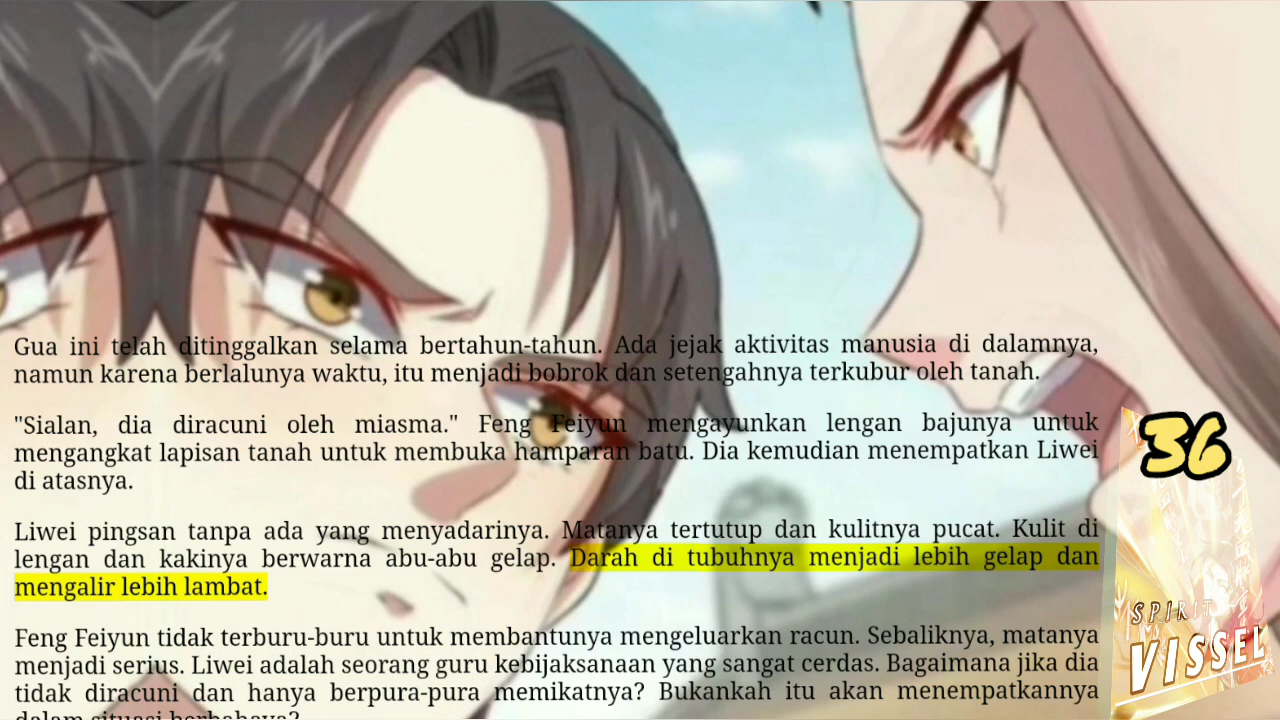 Gua ini telah ditinggalkan selama bertahun-tahun. Ada jejak aktivitas manusia di dalamnya,
namun karena berlalunya waktu, itu menjadi bobrok dan setengahnya terkubur oleh tanah.
"Sialan, dia diracuni oleh miasma." Feng Feiyun mengayunkan lengan bajunya untuk
mengangkat lapisan tanah untuk membuka hamparan batu. Dia kemudian menempatkan Liwei
di atasnya.
Liwei pingsan tanpa ada yang menyadarinya. Matanya tertutup dan kulitnya pucat. Kulit di
lengan dan kakinya berwarna abu-abu gelap. Darah di tubuhnya menjadi lebih gelap dan
mengalir lebih lambat.
Feng Feiyun tidak terburu-buru untuk membantunya mengeluarkan racun. Sebaliknya, matanya
menjadi serius. Liwei adalah seorang guru kebijaksanaan yang sangat cerdas. Bagaimana jika dia
tidak diracuni dan hanya berpura-pura memikatnya? Bukankah itu akan menempatkannya
dalam situasi berbahaya?
36
SPIRIT
VISSEL